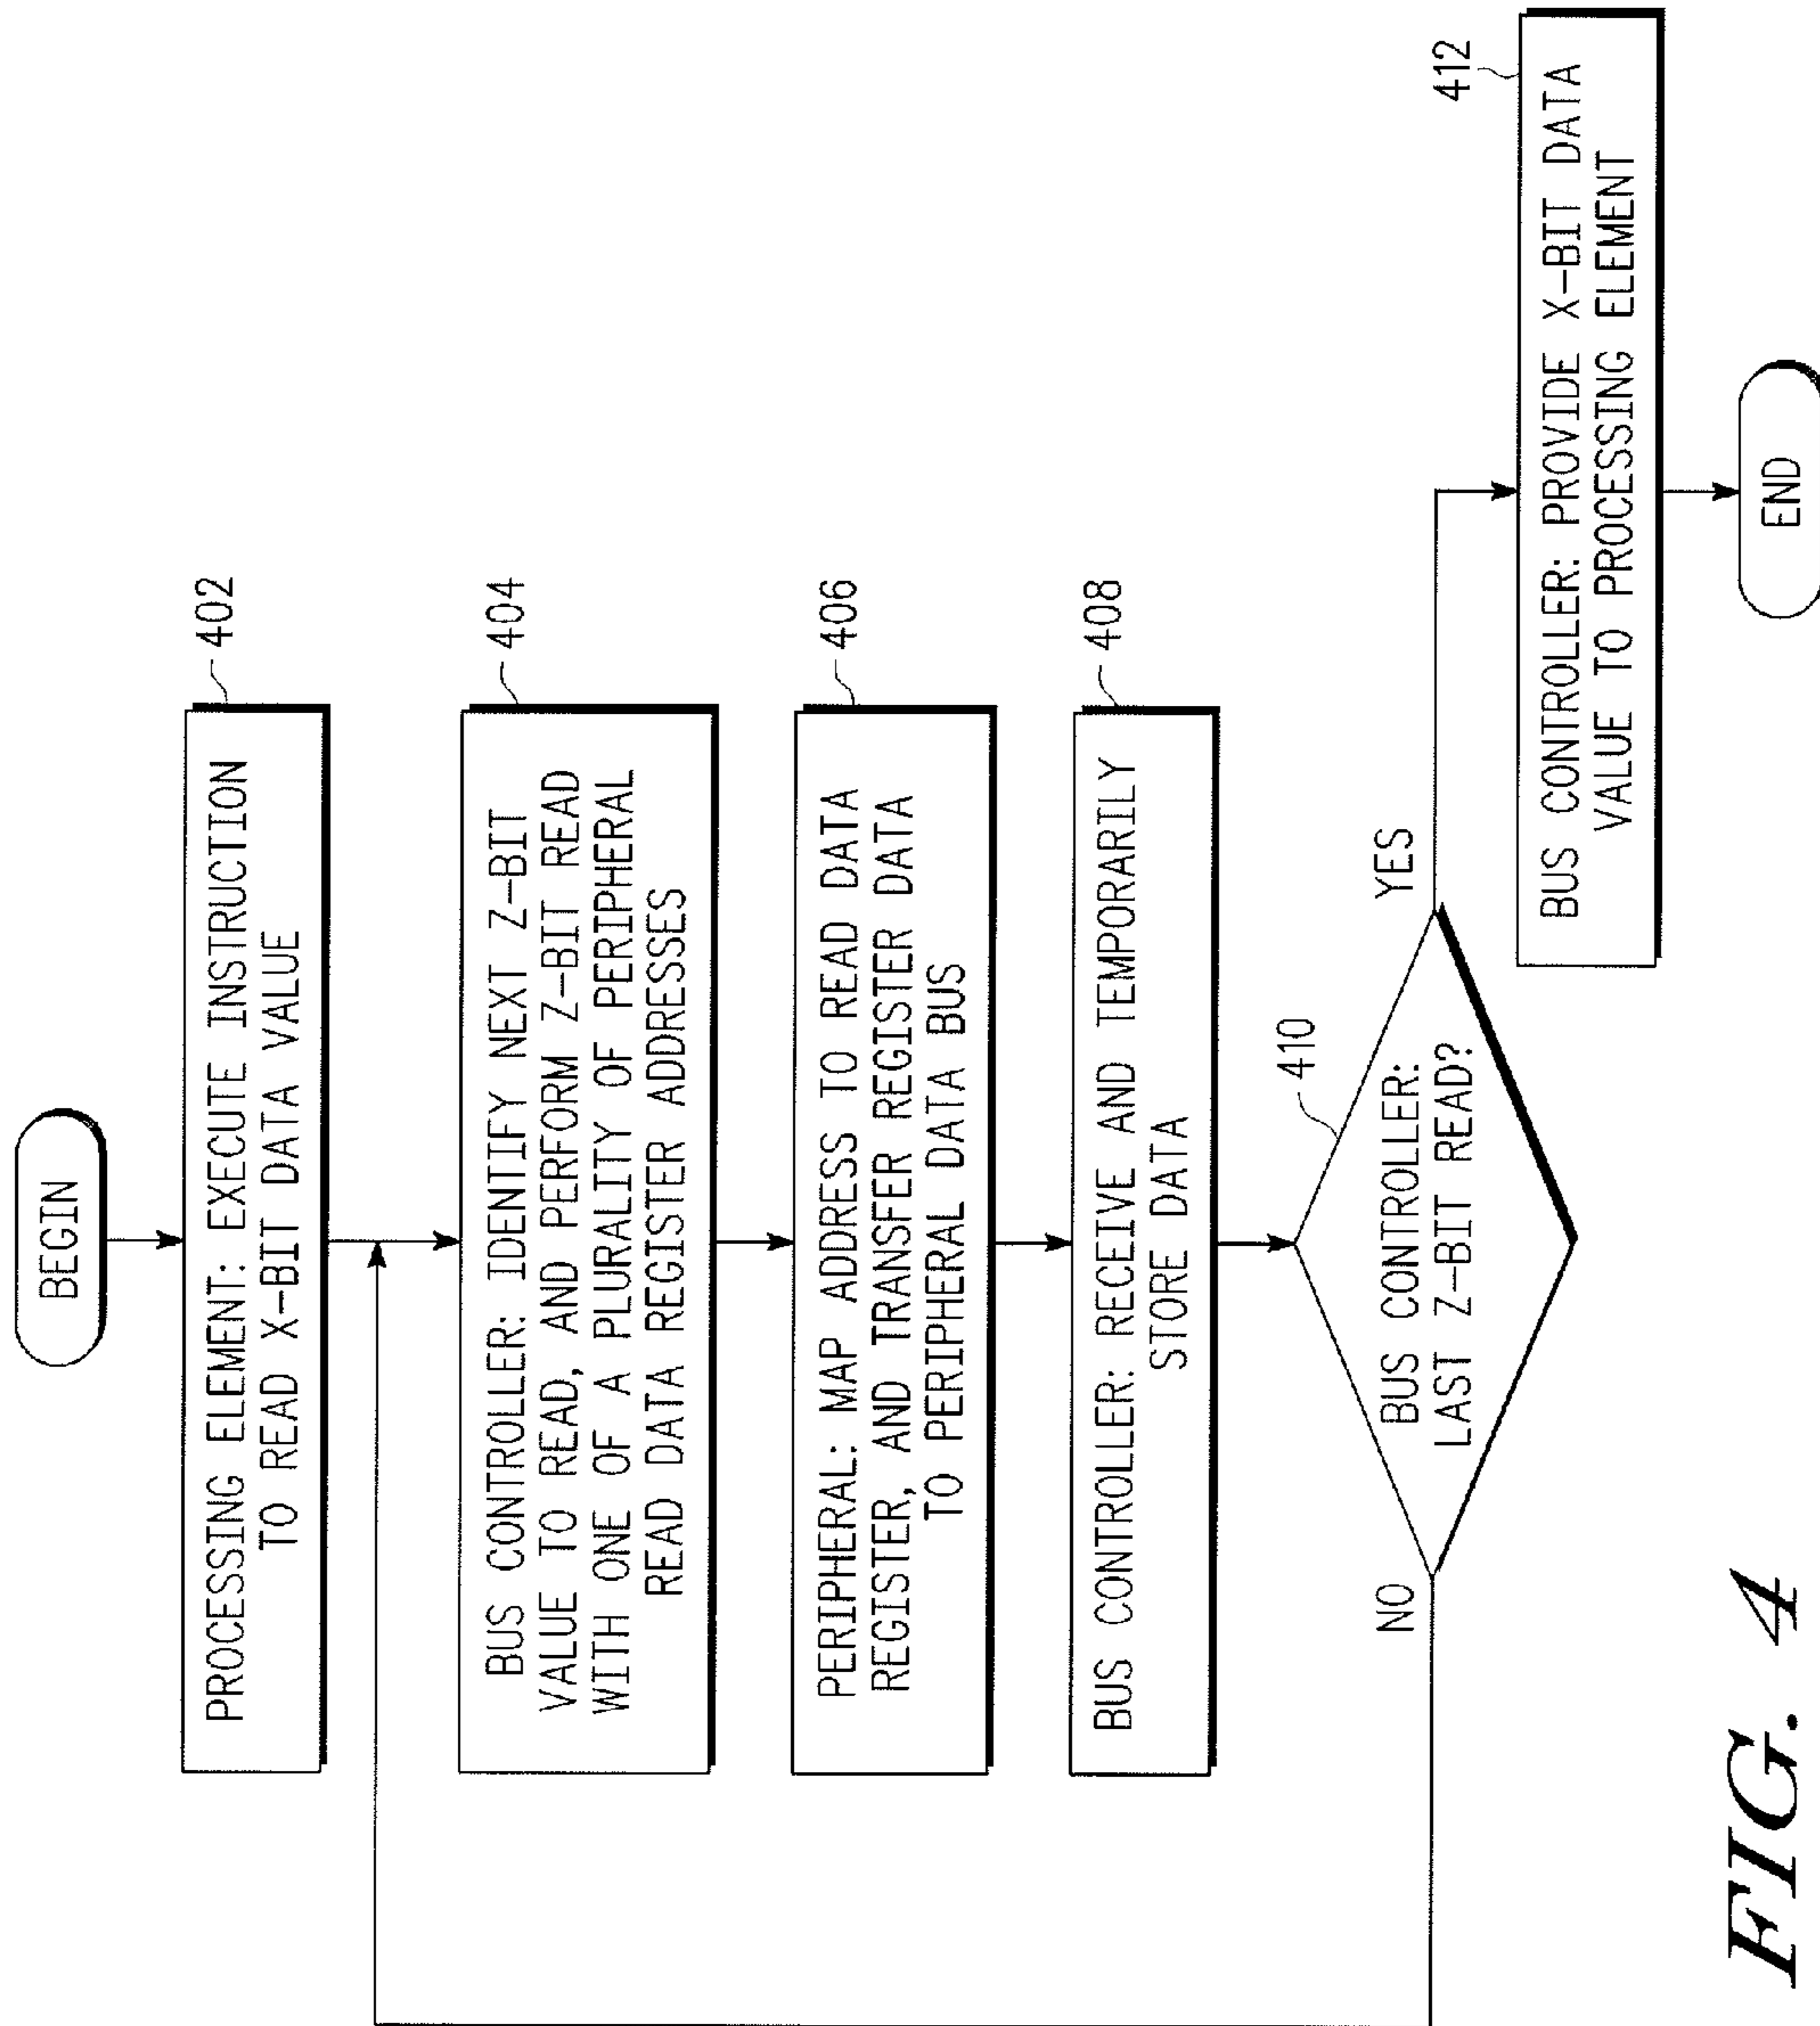 BEGIN
402
PROCESSING ELEMENT: EXECUTE INSTRUCTION
TO READ X-BIT DATA VALUE
404
BUS CONTROLLER: IDENTIFY NEXT Z-BIT
VALUE TO READ, AND PERFORM Z-BIT READ
WITH ONE OF A PLURALITY OF PERIPHERAL
READ DATA REGISTER ADDRESSES
406
PERIPHERAL: MAP ADDRESS TO READ DATA
REGISTER, AND TRANSFER REGISTER DATA
TO PERIPHERAL DATA BUS
408
BUS CONTROLLER: RECEIVE AND TEMPORARILY
STORE DATA
410
BUS CONTROLLER:
LAST Z-BIT READ?
NO
YES
412
BUS CONTROLLER: PROVIDE X-BIT DATA
VALUE TO PROCESSING ELEMENT
END
FIG. 4